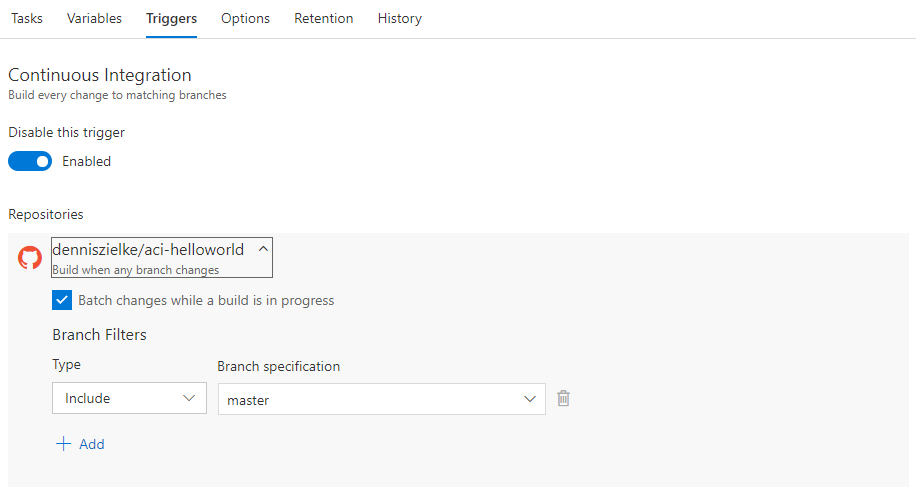 Tasks Variables Triggers Options Retention History
Continuous Integration
Build every change to matching branches
Disable this trigger
Enabled
Repositories
denniszielke/aci-helloworld
Build when any branch changes
Batch changes while a build is in progress
Branch Filters
Type Branch specification
Include master
Add